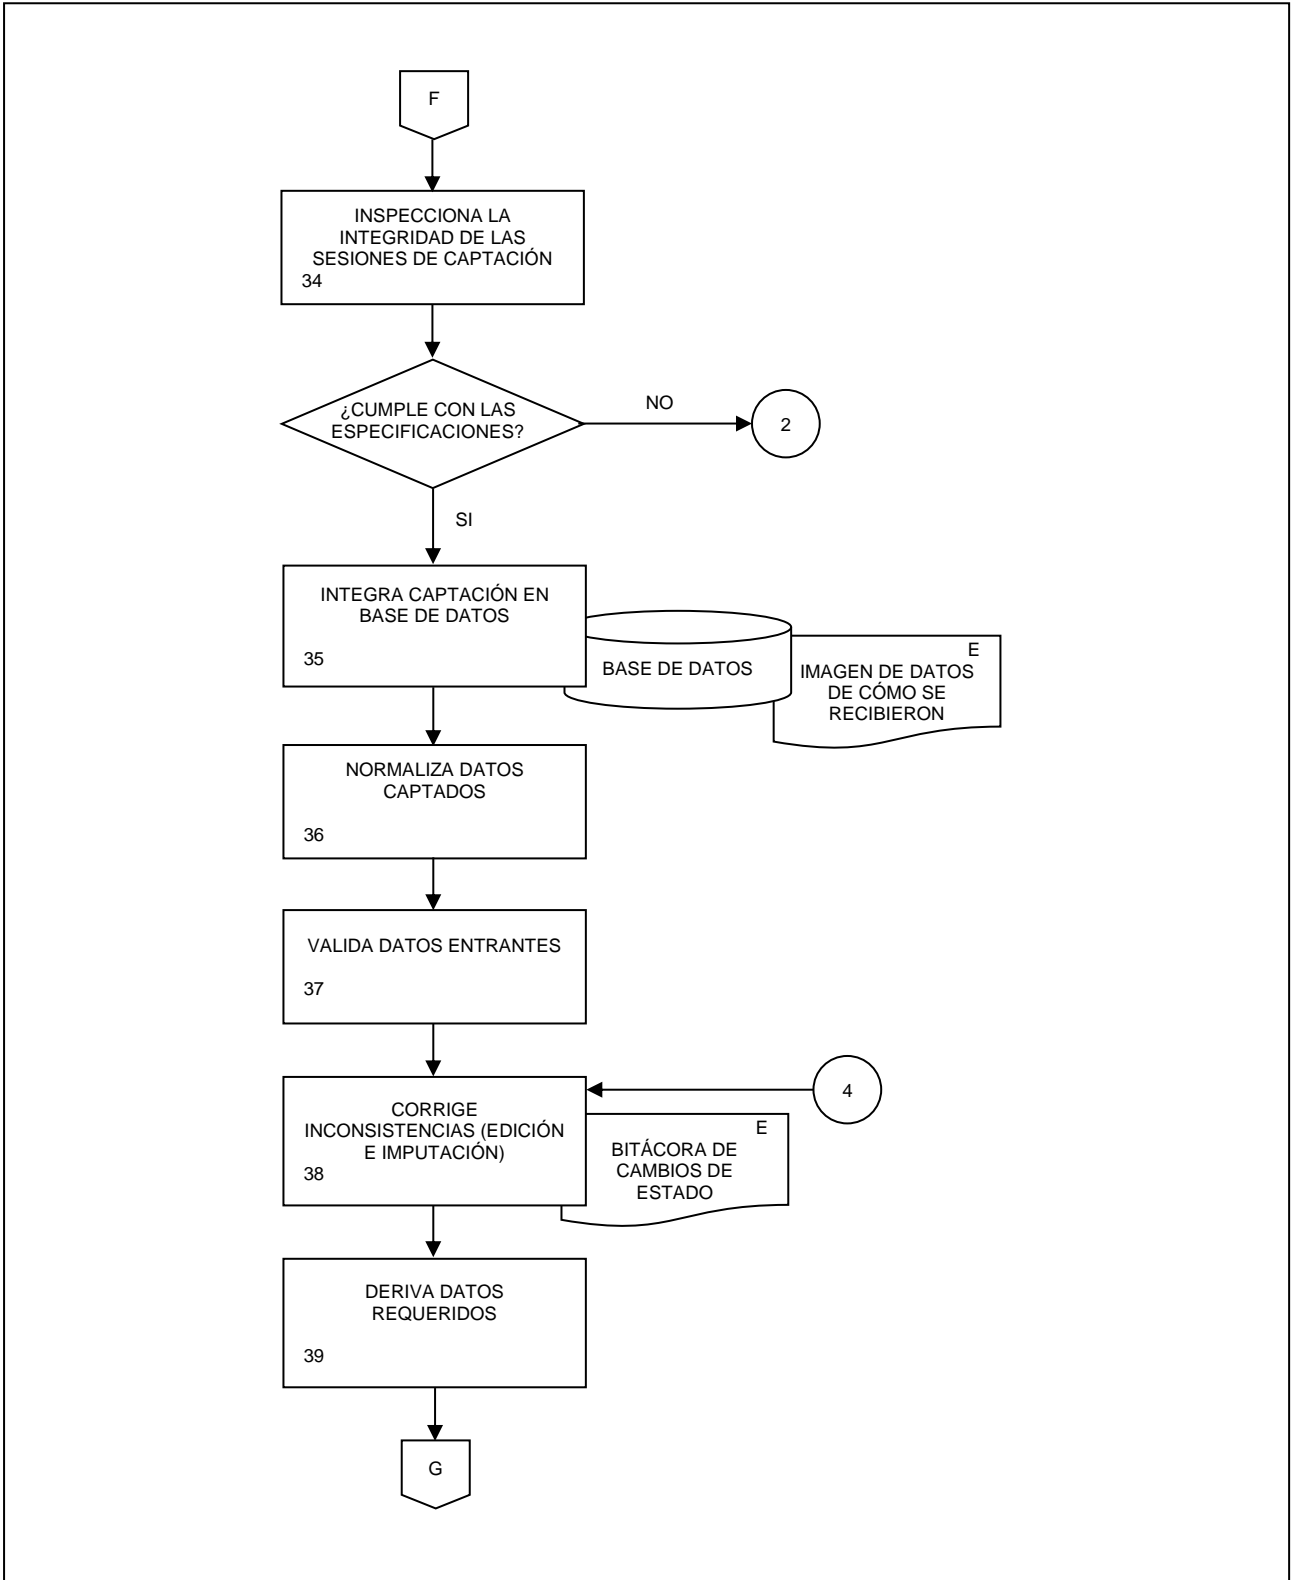 F
INSPECCIONA LA
INTEGRIDAD DE LAS
SESIONES DE CAPTACIÓN
34
¿CUMPLE CON LAS
ESPECIFICACIONES?
NO
2
SI
INTEGRA CAPTACIÓN EN
BASE DE DATOS
35
BASE DE DATOS
E
IMAGEN DE DATOS
DE CÓMO SE
RECIBIERON
NORMALIZA DATOS
CAPTADOS
36
VALIDA DATOS ENTRANTES
37
4
CORRIGE
INCONSISTENCIAS (EDICIÓN
E IMPUTACIÓN)
38
E
BITÁCORA DE
CAMBIOS DE
ESTADO
DERIVA DATOS
REQUERIDOS
39
G